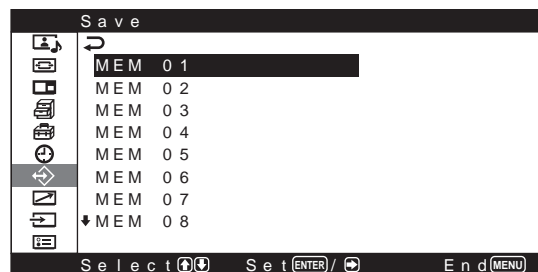 Save
MEM 01
MEM 02
MEM 03
MEM 04
MEM 05
MEM 06
MEM 07
MEM 08
Select Set ENTER / End MENU